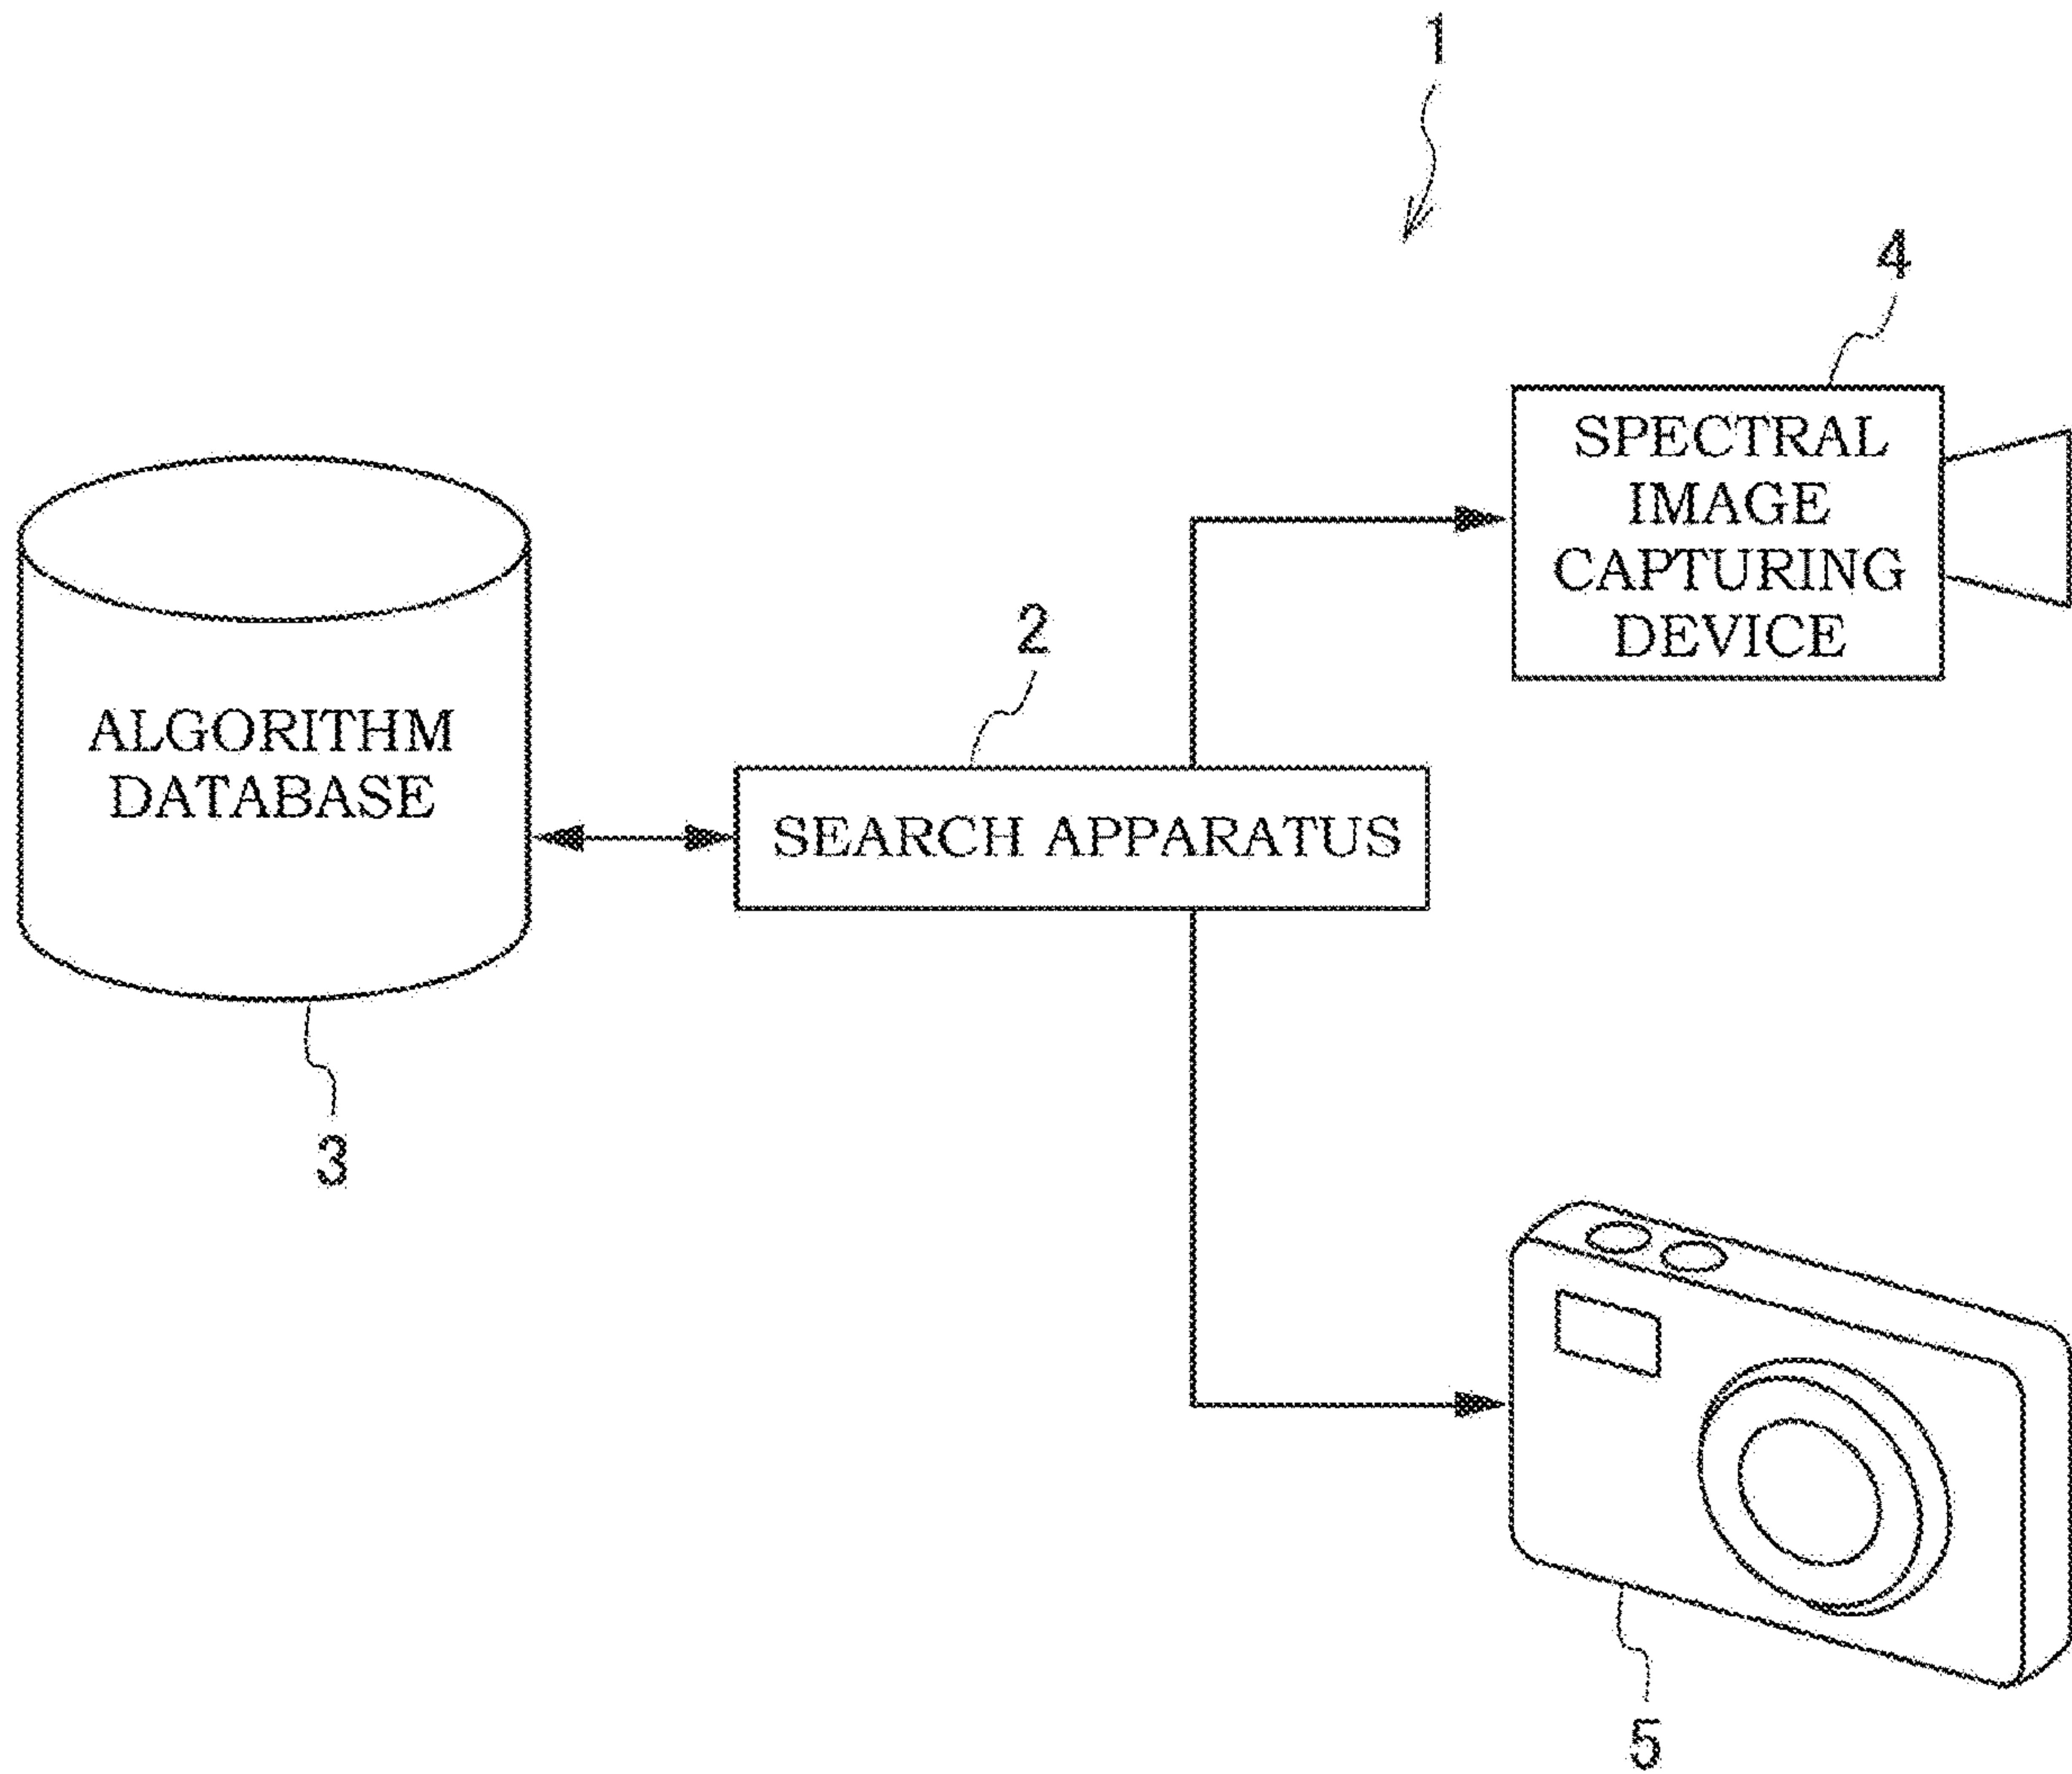 1
4
SPECTRAL
IMAGE
CAPTURING
DEVICE
2
ALGORITHM
DATABASE
SEARCH APPARATUS
3
5